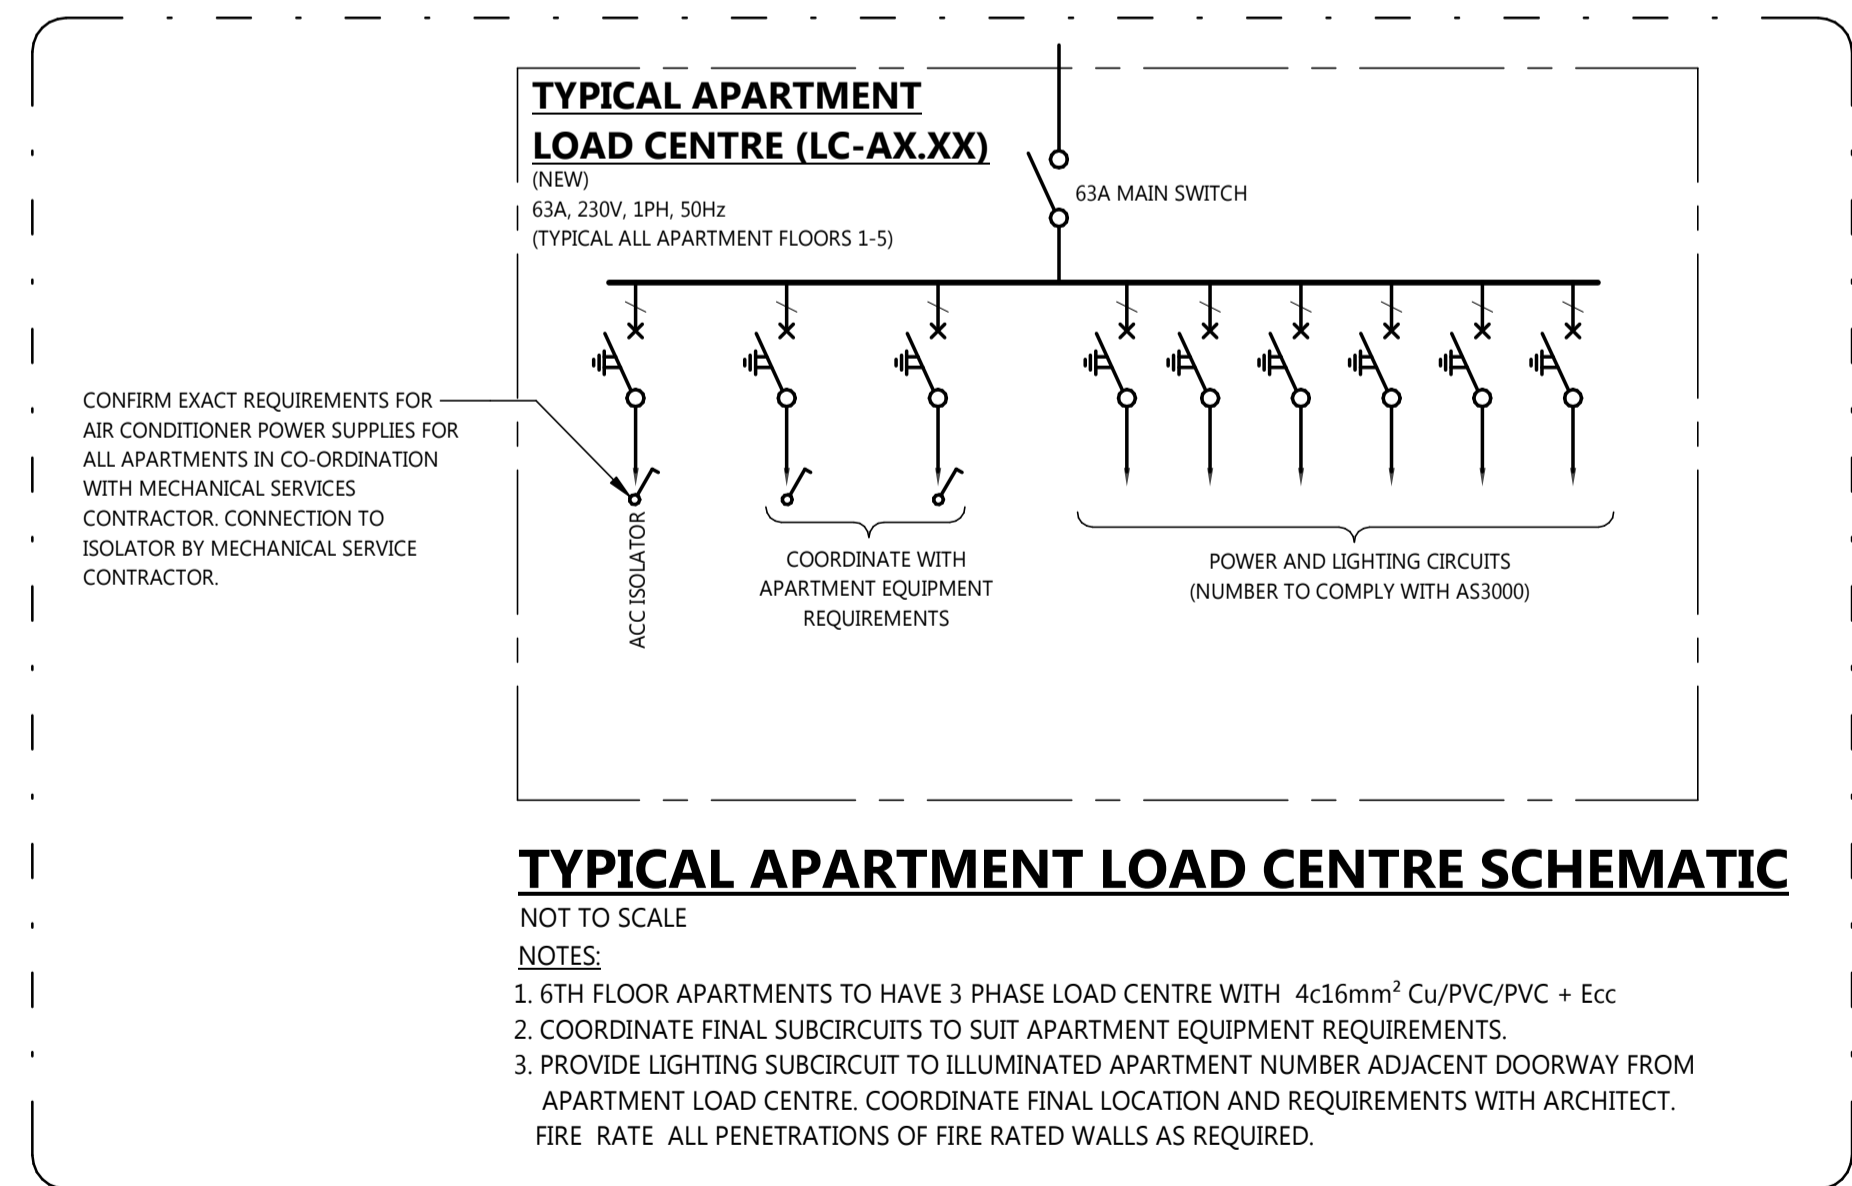 TYPICAL APARTMENT
LOAD CENTRE (LC-AX.XX)
(NEW)
63A, 230V, 1PH, 50Hz
(TYPICAL ALL APARTMENT FLOORS 1-5)
63A MAIN SWITCH
CONFIRM EXACT REQUIREMENTS FOR
AIR CONDITIONER POWER SUPPLIES FOR
ALL APARTMENTS IN CO-ORDINATION
WITH MECHANICAL SERVICES
CONTRACTOR. CONNECTION TO
ISOLATOR BY MECHANICAL SERVICE
CONTRACTOR.
ACC ISOLATOR
COORDINATE WITH
APARTMENT EQUIPMENT
REQUIREMENTS
POWER AND LIGHTING CIRCUITS
(NUMBER TO COMPLY WITH AS3000)
TYPICAL APARTMENT LOAD CENTRE SCHEMATIC
NOT TO SCALE
NOTES:
1. 6TH FLOOR APARTMENTS TO HAVE 3 PHASE LOAD CENTRE WITH 4c16mm² Cu/PVC/PVC + Ecc
2. COORDINATE FINAL SUBCIRCUITS TO SUIT APARTMENT EQUIPMENT REQUIREMENTS.
3. PROVIDE LIGHTING SUBCIRCUIT TO ILLUMINATED APARTMENT NUMBER ADJACENT DOORWAY FROM
APARTMENT LOAD CENTRE. COORDINATE FINAL LOCATION AND REQUIREMENTS WITH ARCHITECT.
FIRE RATE ALL PENETRATIONS OF FIRE RATED WALLS AS REQUIRED.